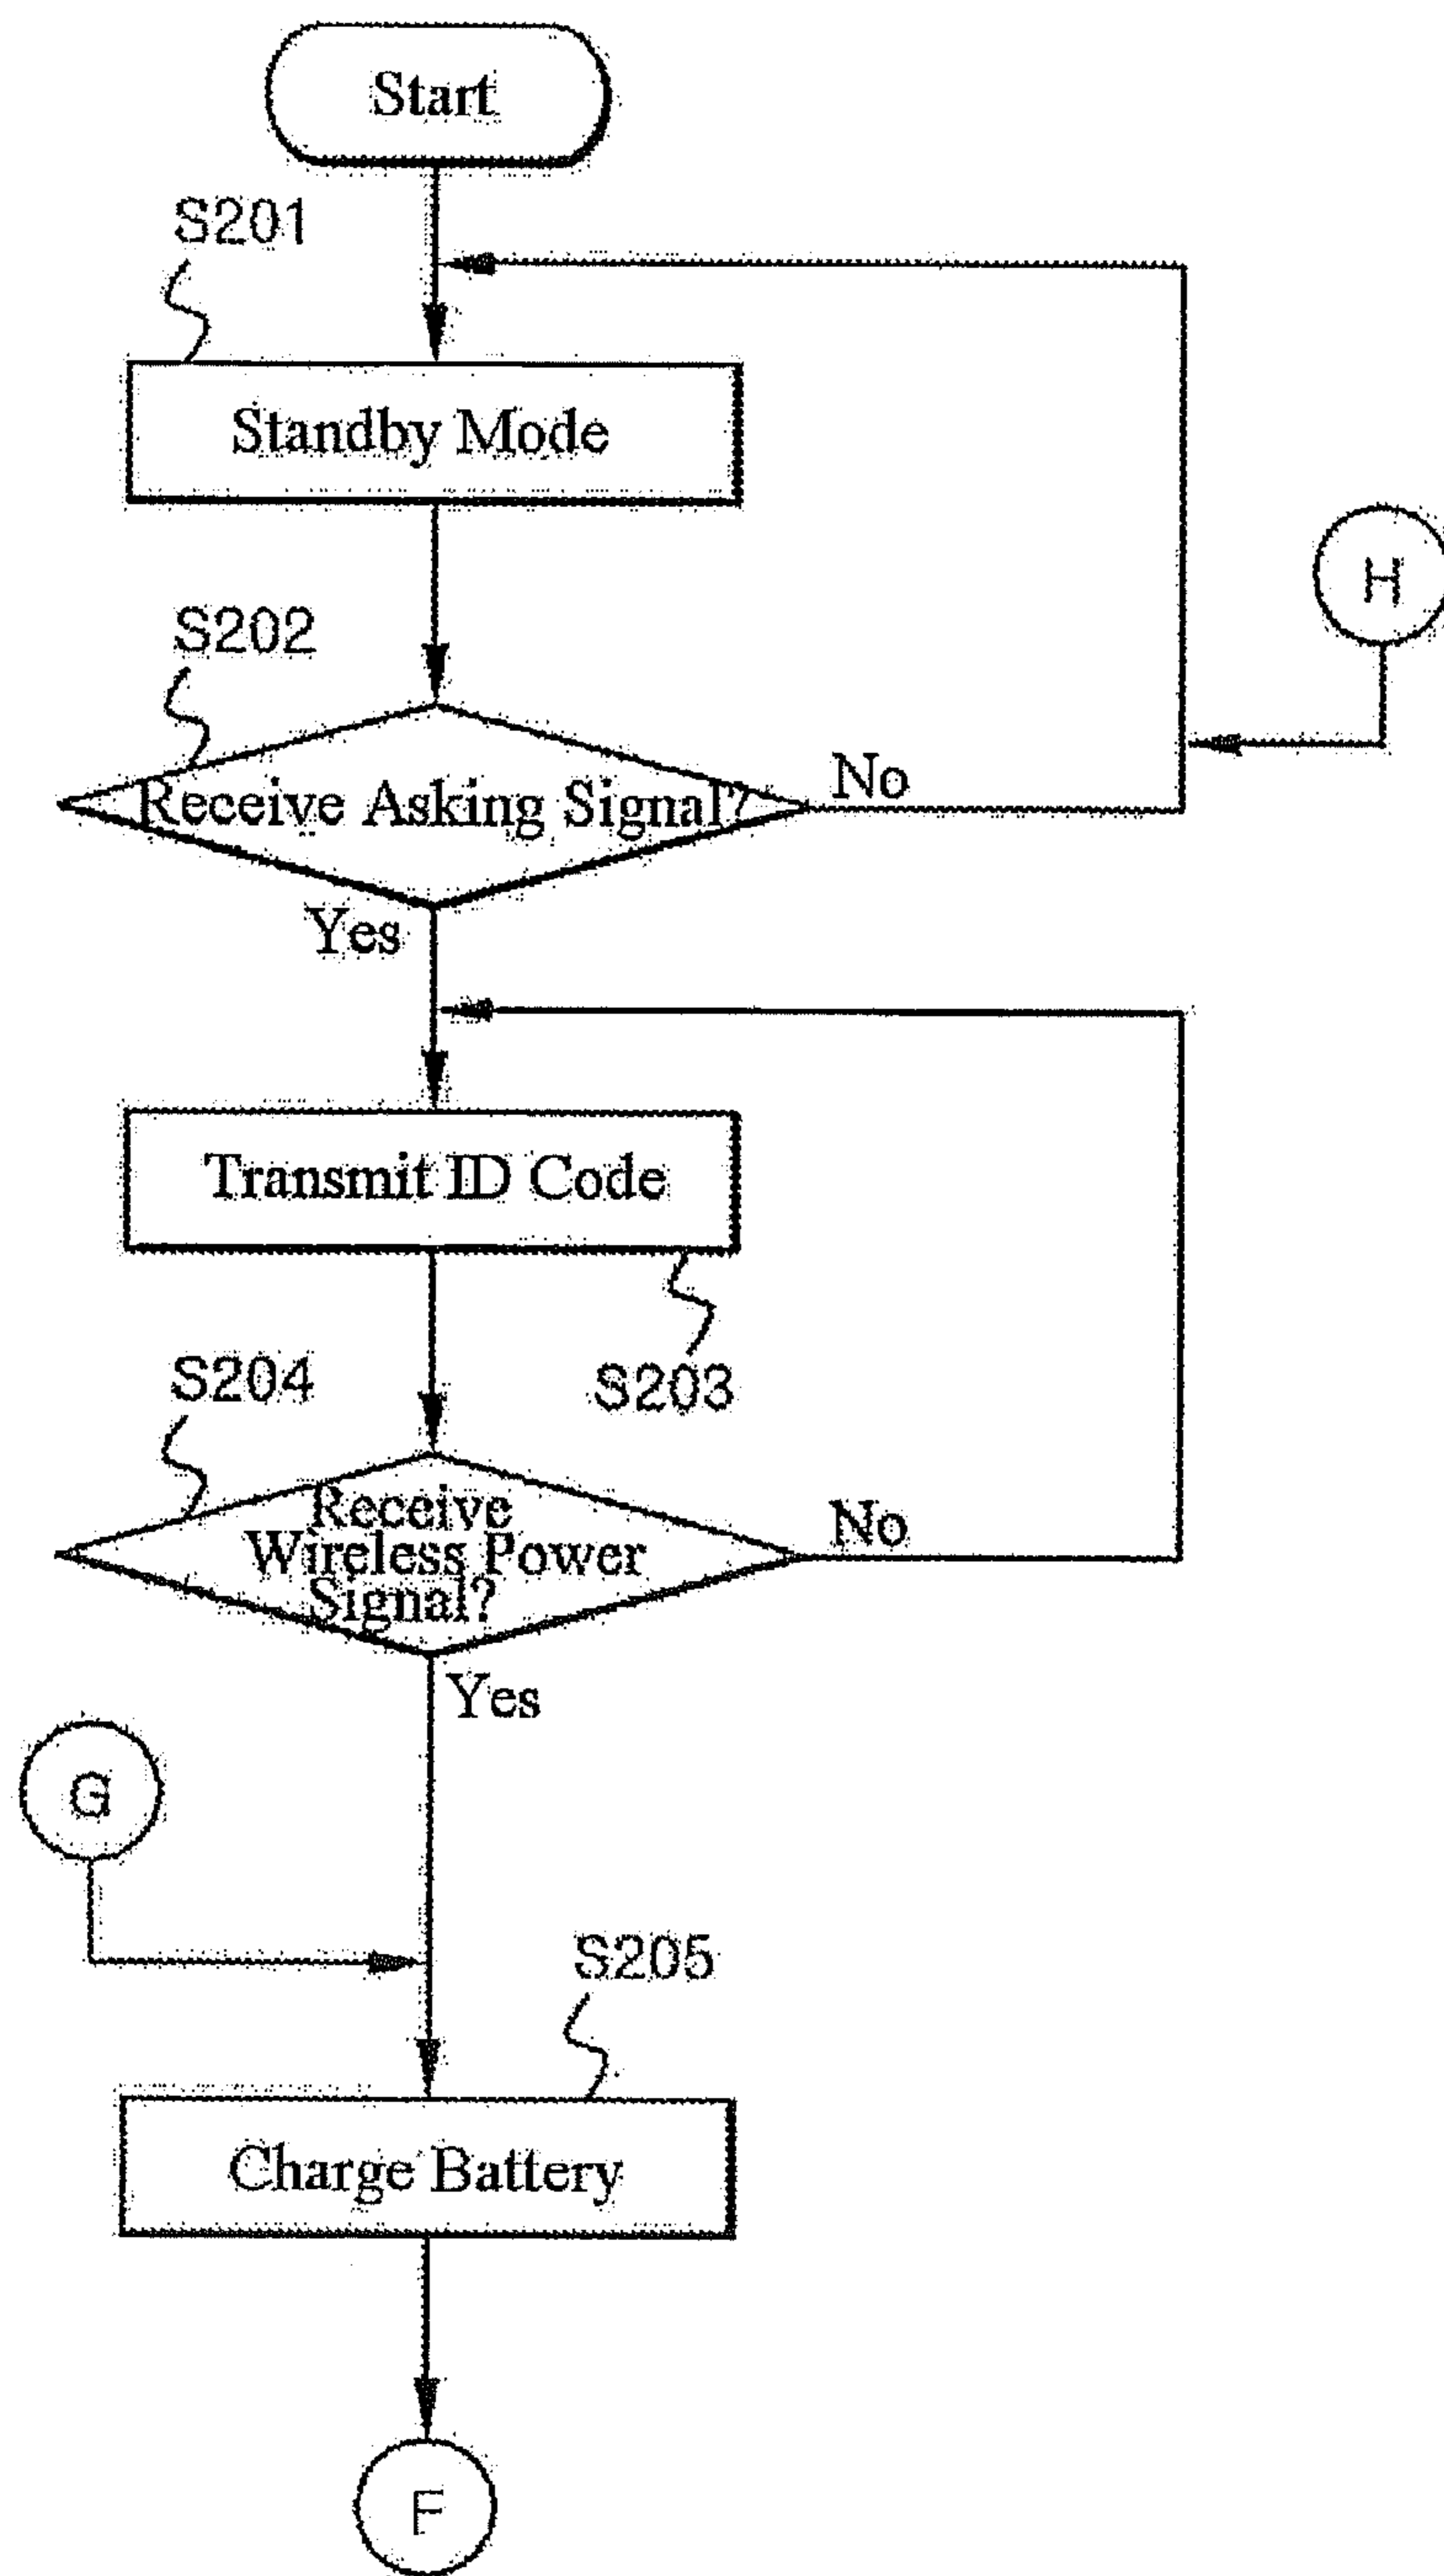 Start
S201
Standby Mode
H
S202
Receive Asking Signal?
No
Yes
Transmit ID Code
S203
S204
Receive
Wireless Power
Signal?
No
Yes
G
S205
Charge Battery
F